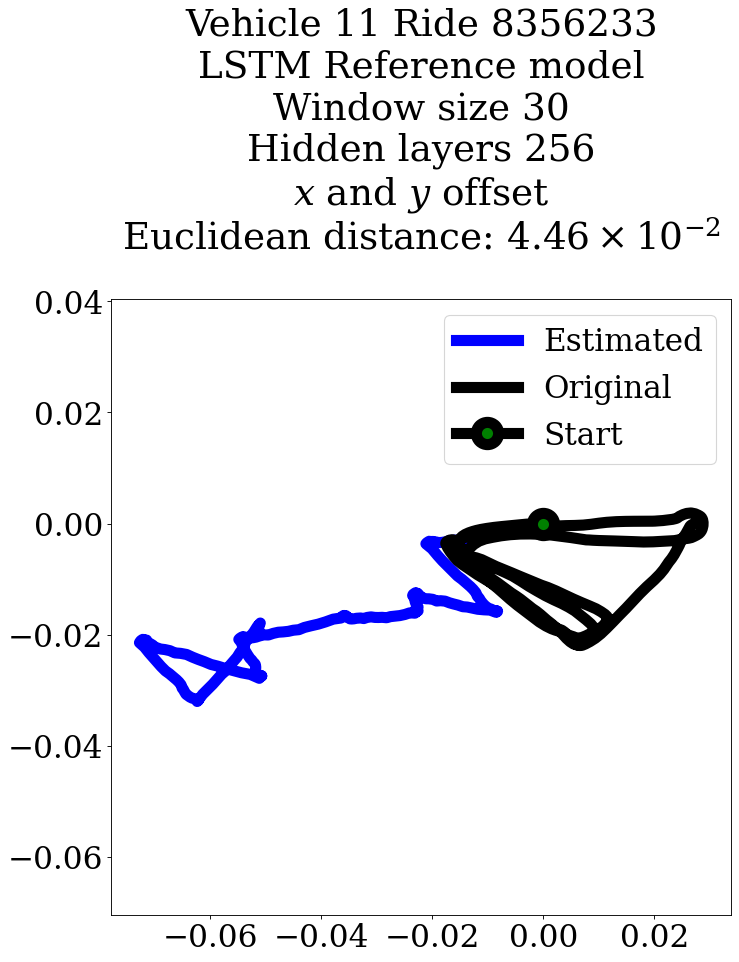 Vehicle 11 Ride 8356233
LSTM Reference model
Window size 30
Hidden layers 256
x and y offset
Euclidean distance: 4.46 × 10⁻²
Estimated
Original
Start
0.04
0.02
0.00
−0.02
−0.04
−0.06
−0.06 −0.04 −0.02 0.00 0.02